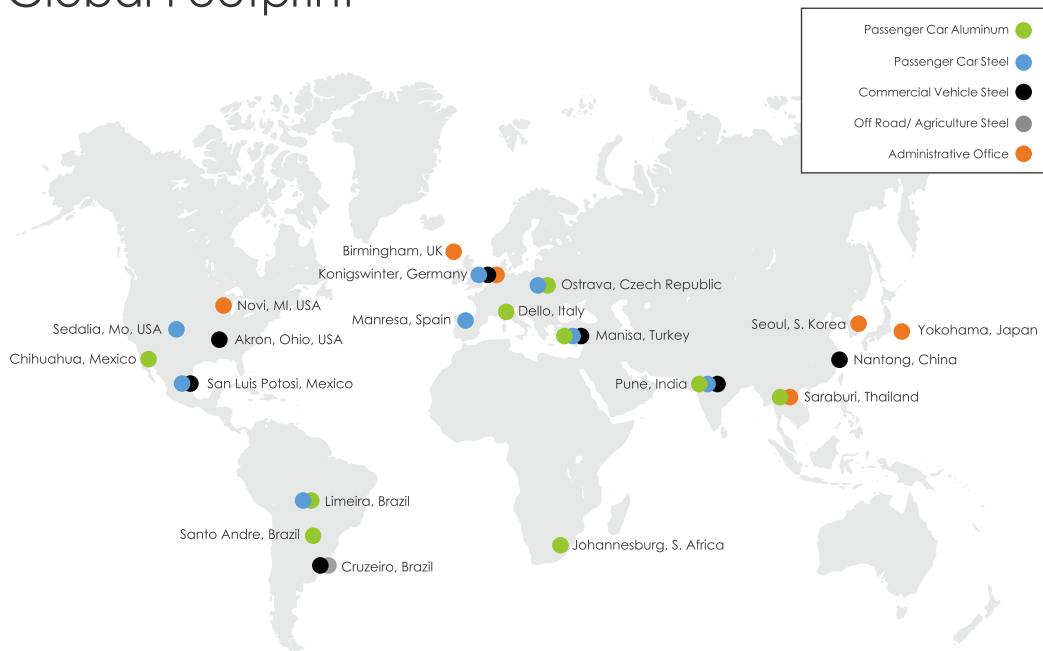 Global Footprint
Passenger Car Aluminum
Passenger Car Steel
Commercial Vehicle Steel
Off Road/ Agriculture Steel
Administrative Office
Birmingham, UK
Konigswinter, Germany
Ostrava, Czech Republic
Novi, MI, USA
Dello, Italy
Manresa, Spain
Sedalia, Mo, USA
Akron, Ohio, USA
Manisa, Turkey
Seoul, S. Korea
Yokohama, Japan
Chihuahua, Mexico
Nantong, China
San Luis Potosi, Mexico
Pune, India
Saraburi, Thailand
Limeira, Brazil
Santo Andre, Brazil
Johannesburg, S. Africa
Cruzeiro, Brazil